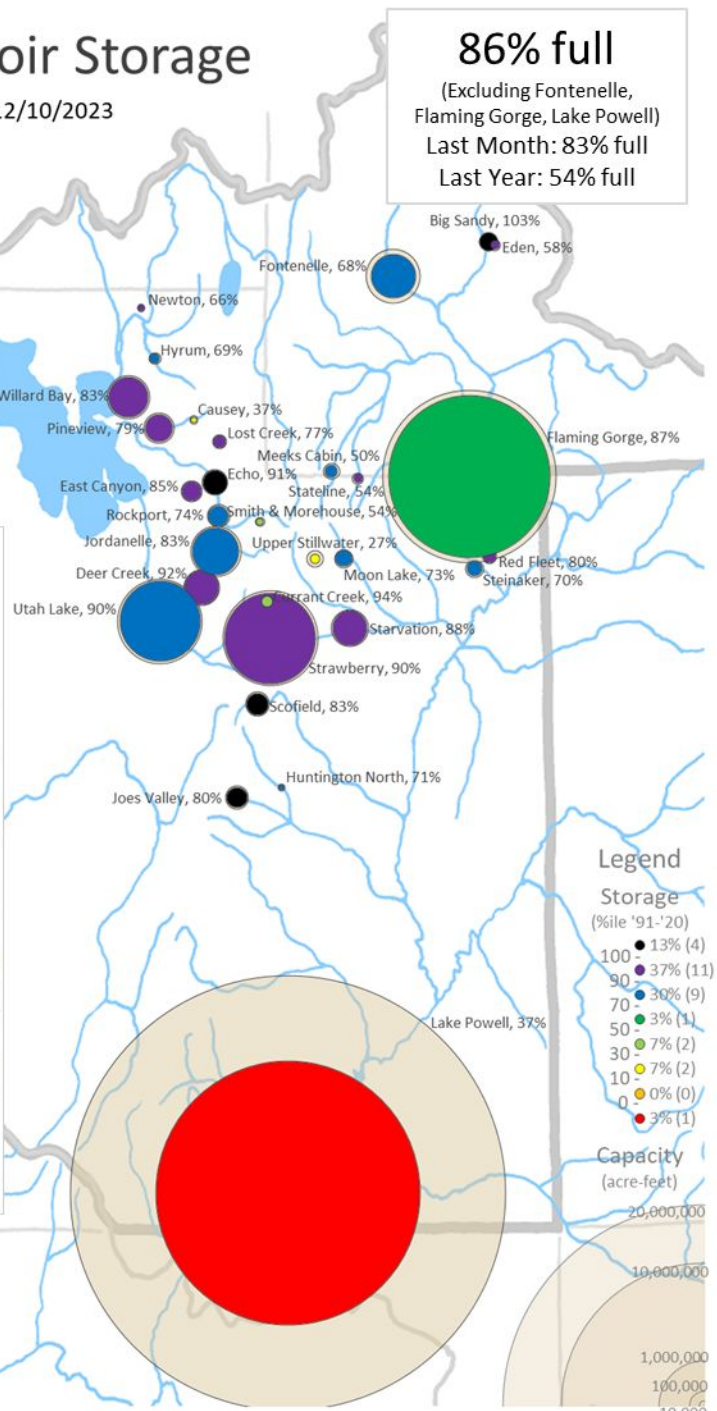 oir Storage
12/10/2023
86% full
(Excluding Fontenelle,
Flaming Gorge, Lake Powell)
Last Month: 83% full
Last Year: 54% full
Big Sandy, 103%
Eden, 58%
Fontenelle, 68%
Newton, 66%
Hyrum, 69%
Willard Bay, 83%
Causey, 37%
Pineview, 79%
Lost Creek, 77%
Flaming Gorge, 87%
Meeks Cabin, 50%
Echo, 91%
East Canyon, 85%
Stateline, 54%
Rockport, 74%
Smith & Morehouse, 54%
Jordanelle, 83%
Upper Stillwater, 27%
Red Fleet, 80%
Deer Creek, 92%
Moon Lake, 73%
Steinaker, 70%
Currant Creek, 94%
Utah Lake, 90%
Starvation, 88%
Strawberry, 90%
Scofield, 83%
Huntington North, 71%
Joes Valley, 80%
Lake Powell, 37%
Legend
Storage
(%ile '91-'20)
13% (4)
100 -
37% (11)
90 -
30% (9)
70 -
3% (1)
50 -
7% (2)
30 -
7% (2)
10 -
0% (0)
0 -
3% (1)
Capacity
(acre-feet)
20,000,000
10,000,000
1,000,000
100,000